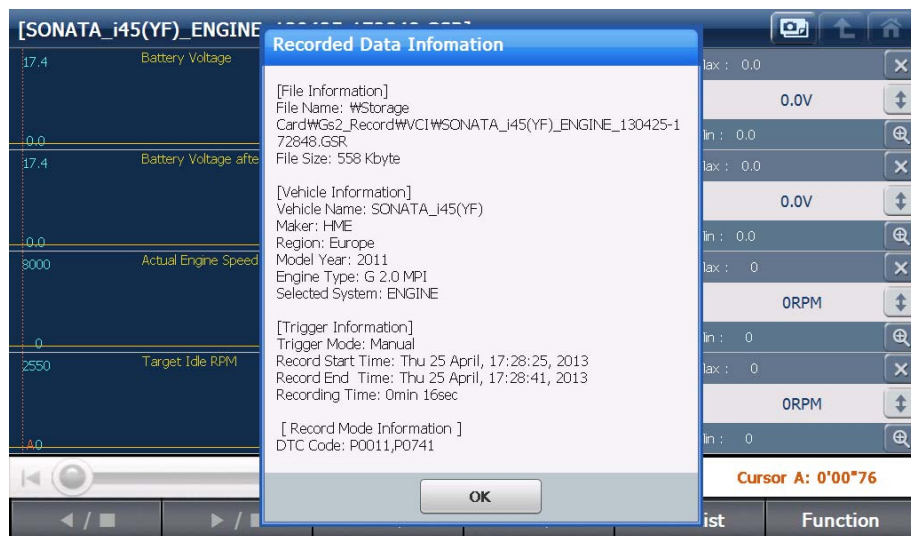 [SONATA_i45(YF)_ENGINE
Recorded Data Infomation
17.4 Battery Voltage
0.0
17.4 Battery Voltage afte
0.0
8000 Actual Engine Speed
0
2550 Target Idle RPM
A0
[File Information]
File Name: ₩Storage
Card₩Gs2_Record₩VCI₩SONATA_i45(YF)_ENGINE_130425-1
72848.GSR
File Size: 558 Kbyte
[Vehicle Information]
Vehicle Name: SONATA_i45(YF)
Maker: HME
Region: Europe
Model Year: 2011
Engine Type: G 2.0 MPI
Selected System: ENGINE
[Trigger Information]
Trigger Mode: Manual
Record Start Time: Thu 25 April, 17:28:25, 2013
Record End  Time: Thu 25 April, 17:28:41, 2013
Recording Time: 0min 16sec
[ Record Mode Information ]
DTC Code: P0011,P0741
OK
ax : 0.0
0.0V
in : 0.0
ax : 0.0
0.0V
in : 0.0
ax : 0
0RPM
in : 0
ax : 0
0RPM
in : 0
Cursor A: 0'00"76
ist
Function